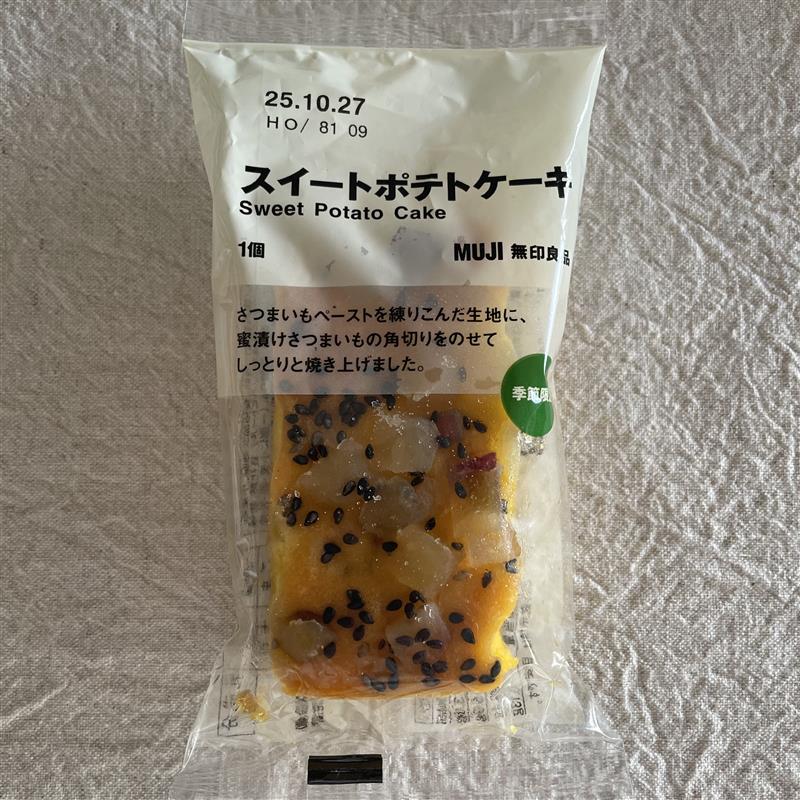 25.10.27
HO/ 81 09
スイートポテトケーキ
Sweet Potato Cake
1個 MUJI 無印良品
さつまいもペーストを練りこんだ生地に、
蜜漬けさつまいもの角切りをのせて
しっとりと焼き上げました。
季節限